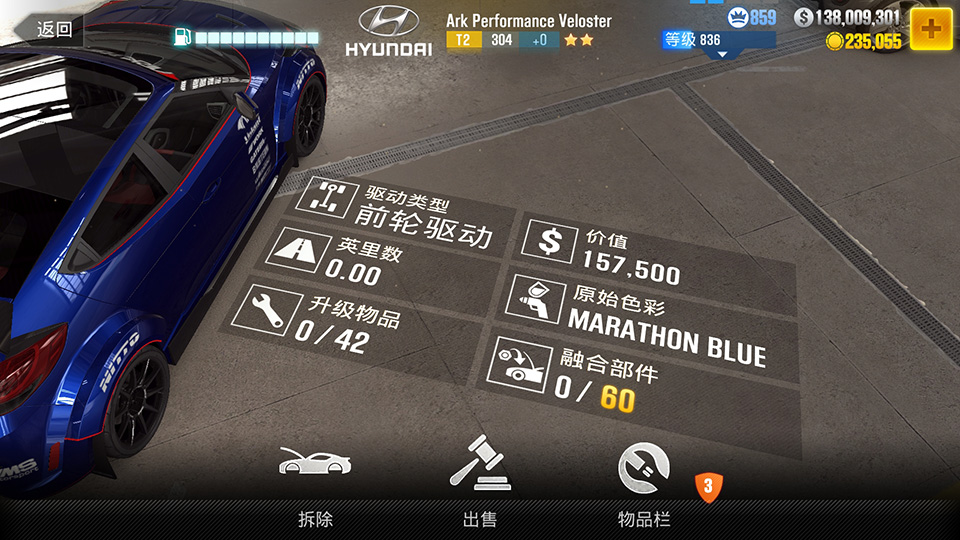 返回
HYUNDAI
Ark Performance Veloster
T2 304 +0
859
138,009,301
等级 836
235,055
驱动类型
前轮驱动
英里数
0.00
升级物品
0/42
价值
157,500
原始色彩
MARATHON BLUE
融合部件
0/60
NITTO
NITTO
拆除
出售
物品栏
3